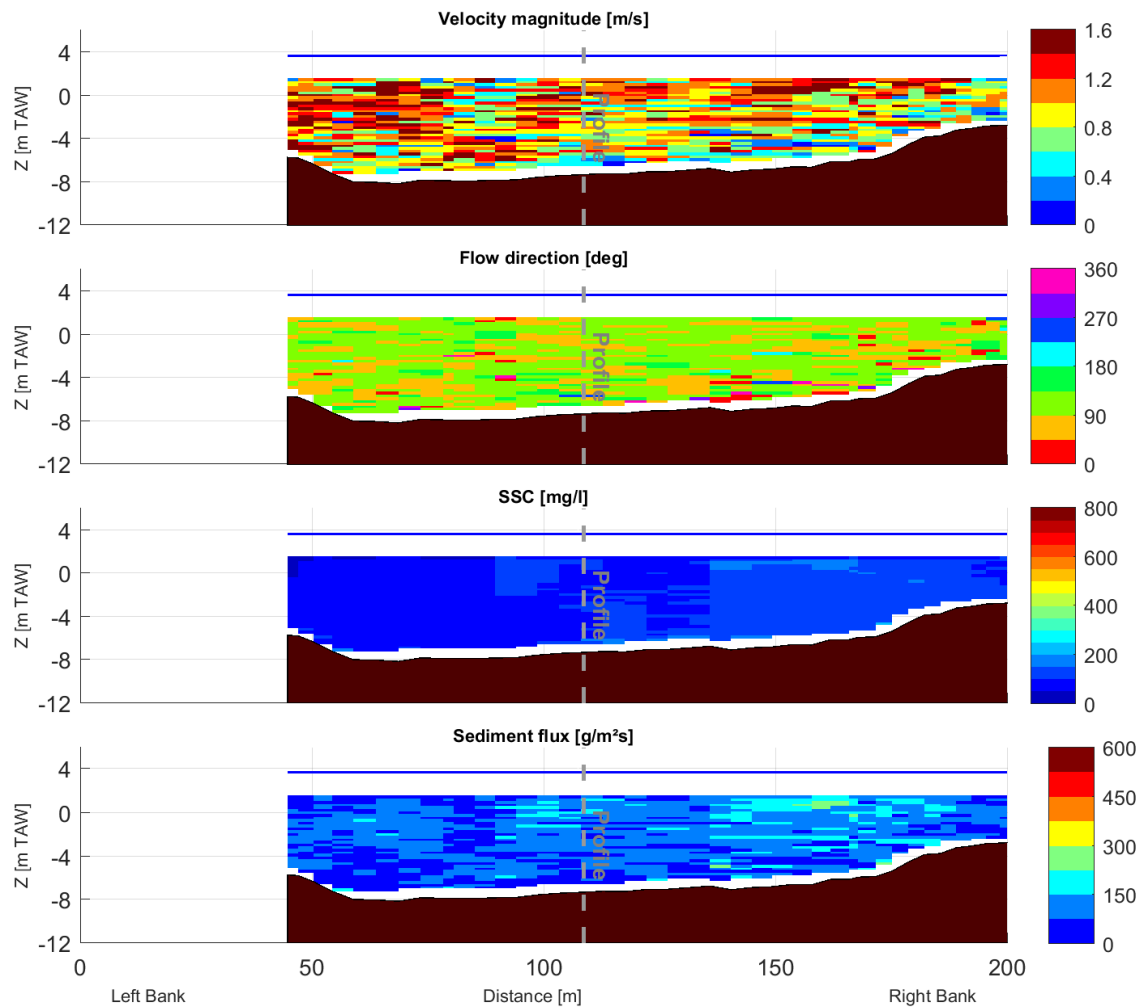 Velocity magnitude [m/s]
Z [m TAW]
4
0
-4
-8
-12
Profile
1.6
1.2
0.8
0.4
0
Flow direction [deg]
Z [m TAW]
4
0
-4
-8
-12
Profile
360
270
180
90
0
SSC [mg/l]
Z [m TAW]
4
0
-4
-8
-12
Profile
800
600
400
200
0
Sediment flux [g/m²s]
Z [m TAW]
4
0
-4
-8
-12
Profile
600
450
300
150
0
0 50 100 150 200
Left Bank Distance [m] Right Bank